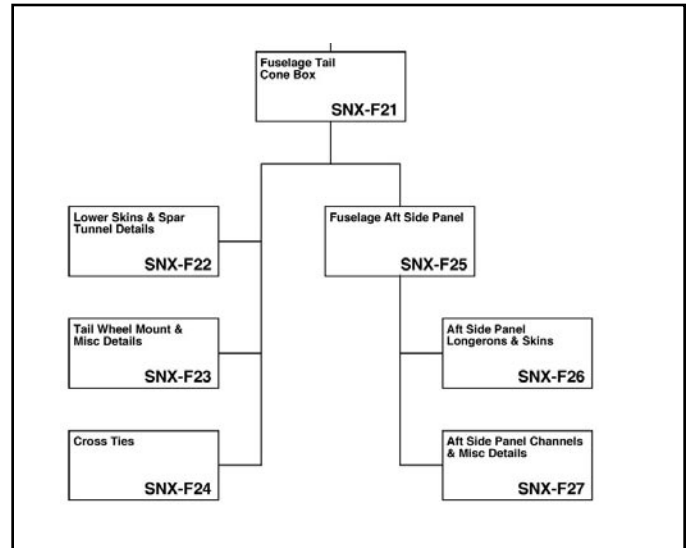 Fuselage Tail
Cone Box
SNX-F21
Lower Skins & Spar
Tunnel Details
SNX-F22
Fuselage Aft Side Panel
SNX-F25
Tail Wheel Mount &
Misc Details
SNX-F23
Aft Side Panel
Longerons & Skins
SNX-F26
Cross Ties
SNX-F24
Aft Side Panel Channels
& Misc Details
SNX-F27